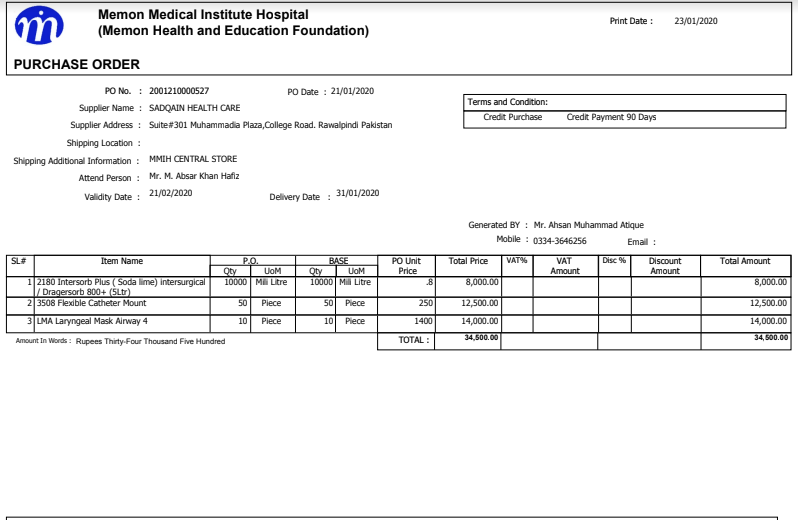 Memon Medical Institute Hospital
(Memon Health and Education Foundation)
Print Date : 23/01/2020
PURCHASE ORDER
PO No. : 2001210000527 PO Date : 21/01/2020
Supplier Name : SADQAIN HEALTH CARE
Supplier Address : Suite#301 Muhammadia Plaza,College Road. Rawalpindi Pakistan
Shipping Location :
Shipping Additional Information : MMIH CENTRAL STORE
Attend Person : Mr. M. Absar Khan Hafiz
Validity Date : 21/02/2020 Delivery Date : 31/01/2020
Terms and Condition:
Credit Purchase Credit Payment 90 Days
Generated BY : Mr. Ahsan Muhammad Atique
Mobile : 0334-3646256 Email :
SL# Item Name P.O. BASE PO Unit Total Price VAT% VAT Disc % Discount Total Amount
Qty UoM Qty UoM Price Amount Amount
1 2180 Intersorb Plus ( Soda lime) intersurgical 10000 Mili Litre 10000 Mili Litre .8 8,000.00 8,000.00
/ Dragersorb 800+ (5Ltr)
2 3508 Flexible Catheter Mount 50 Piece 50 Piece 250 12,500.00 12,500.00
3 LMA Laryngeal Mask Airway 4 10 Piece 10 Piece 1400 14,000.00 14,000.00
Amount In Words : Rupees Thirty-Four Thousand Five Hundred TOTAL : 34,500.00 34,500.00